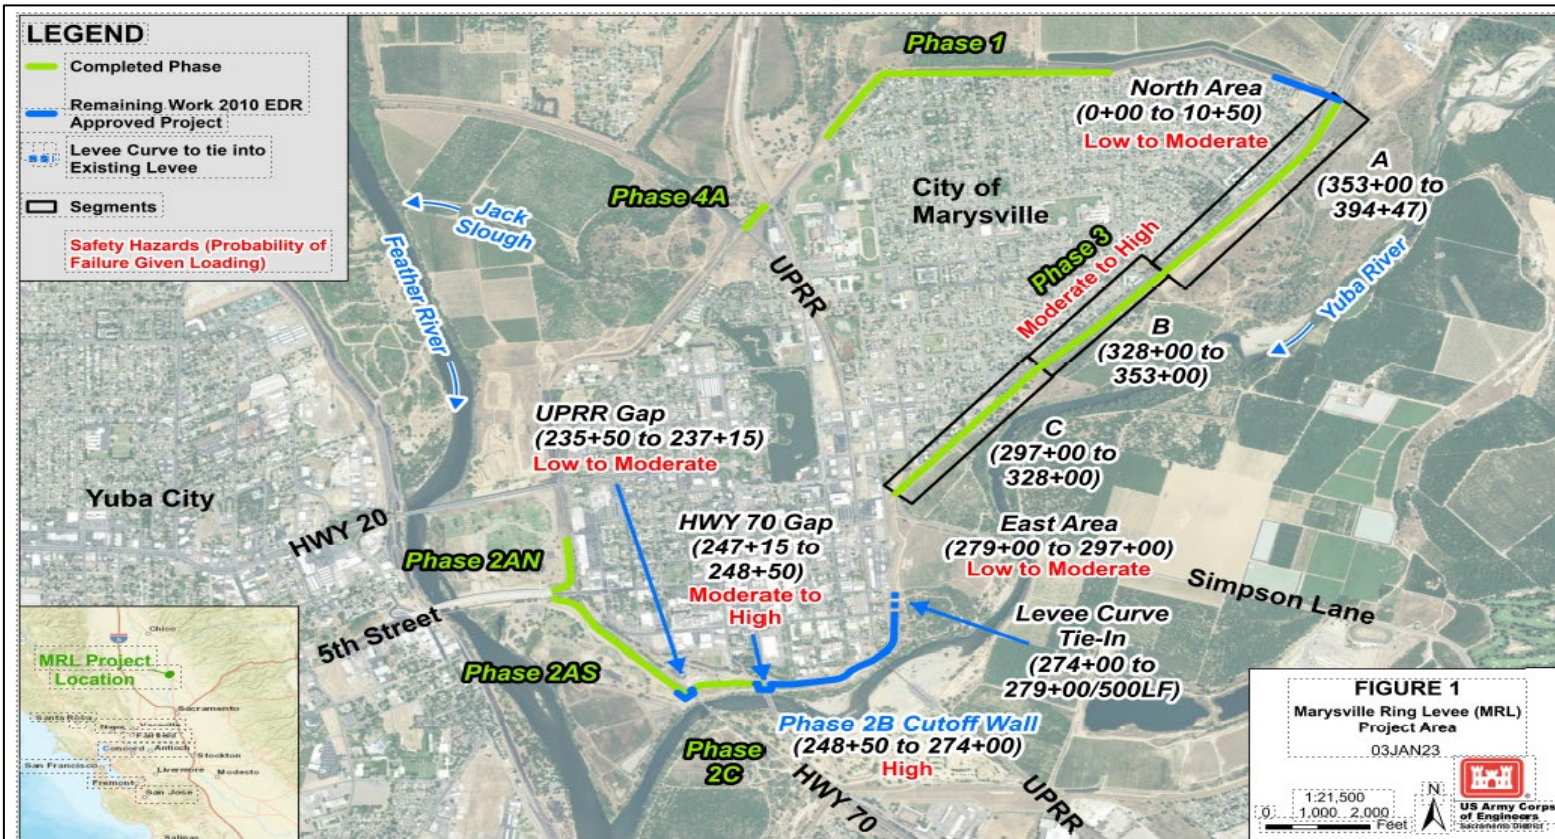 LEGEND
Completed Phase
Remaining Work 2010 EDR
Approved Project
Levee Curve to tie into
Existing Levee
Segments
Safety Hazards (Probability of
Failure Given Loading)
Phase 1
North Area
(0+00 to 10+50)
Low to Moderate
A
(353+00 to
394+47)
Phase 4A
City of
Marysville
Jack
Slough
Feather River
UPRR
Phase 3
Moderate to High
Yuba River
B
(328+00 to
353+00)
UPRR Gap
(235+50 to 237+15)
Low to Moderate
C
(297+00 to
328+00)
Yuba City
HWY 20
HWY 70 Gap
(247+15 to
248+50)
Moderate to
High
East Area
(279+00 to 297+00)
Low to Moderate
Simpson Lane
Phase 2AN
5th Street
Phase 2AS
Levee Curve
Tie-In
(274+00 to
279+00/500LF)
Phase 2B Cutoff Wall
(248+50 to 274+00)
High
Phase
2C
HWY 70
UPRR
Chico
MRL Project
Location
Sacramento
Santa Rosa
Napa
Fairfield
Concord
Antioch
Stockton
San Francisco
Livermore
Modesto
Fremont
San Jose
Salinas
FIGURE 1
Marysville Ring Levee (MRL)
Project Area
03JAN23
1:21,500
0 1,000 2,000
Feet
N
US Army Corps
of Engineers
Sacramento District